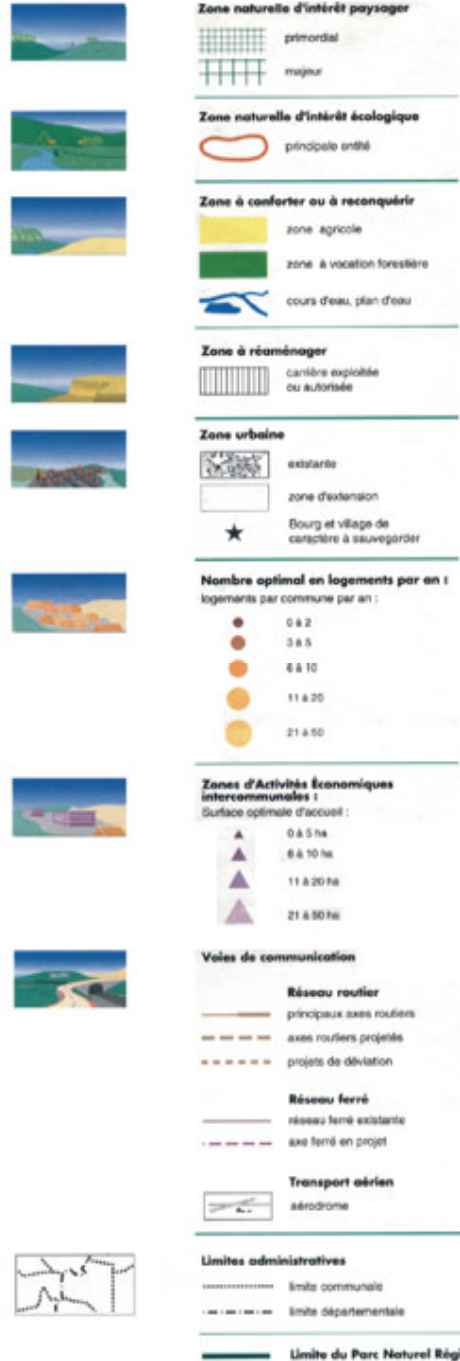 Zone naturelle d'intérêt paysager
primordial
majeur
Zone naturelle d'intérêt écologique
principale entité
Zone à conforter ou à reconquérir
zone agricole
zone à vocation forestière
cours d'eau, plan d'eau
Zone à réaménager
carrière exploitée
ou autorisée
Zone urbaine
existante
zone d'extension
Bourg et village de
caractère à sauvegarder
Nombre optimal en logements par an :
logements par commune par an :
0 à 2
3 à 5
6 à 10
11 à 20
21 à 50
Zones d'Activités Économiques
intercommunales :
Surface optimale d'accueil :
0 à 5 ha
6 à 10 ha
11 à 20 ha
21 à 50 ha
Voies de communication
Réseau routier
principaux axes routiers
axes routiers projetés
projets de déviation
Réseau ferré
réseau ferré existante
axe ferré en projet
Transport aérien
aérodrome
Limites administratives
limite communale
limite départementale
Limite du Parc Naturel Régi